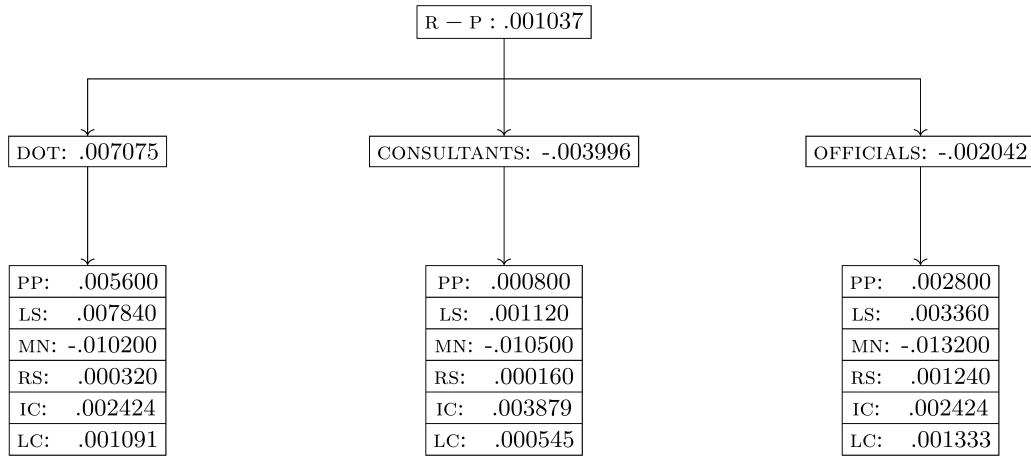 R − P : .001037
DOT: .007075
CONSULTANTS: -.003996
OFFICIALS: -.002042
PP: .005600
LS: .007840
MN: -.010200
RS: .000320
IC: .002424
LC: .001091
PP: .000800
LS: .001120
MN: -.010500
RS: .000160
IC: .003879
LC: .000545
PP: .002800
LS: .003360
MN: -.013200
RS: .001240
IC: .002424
LC: .001333